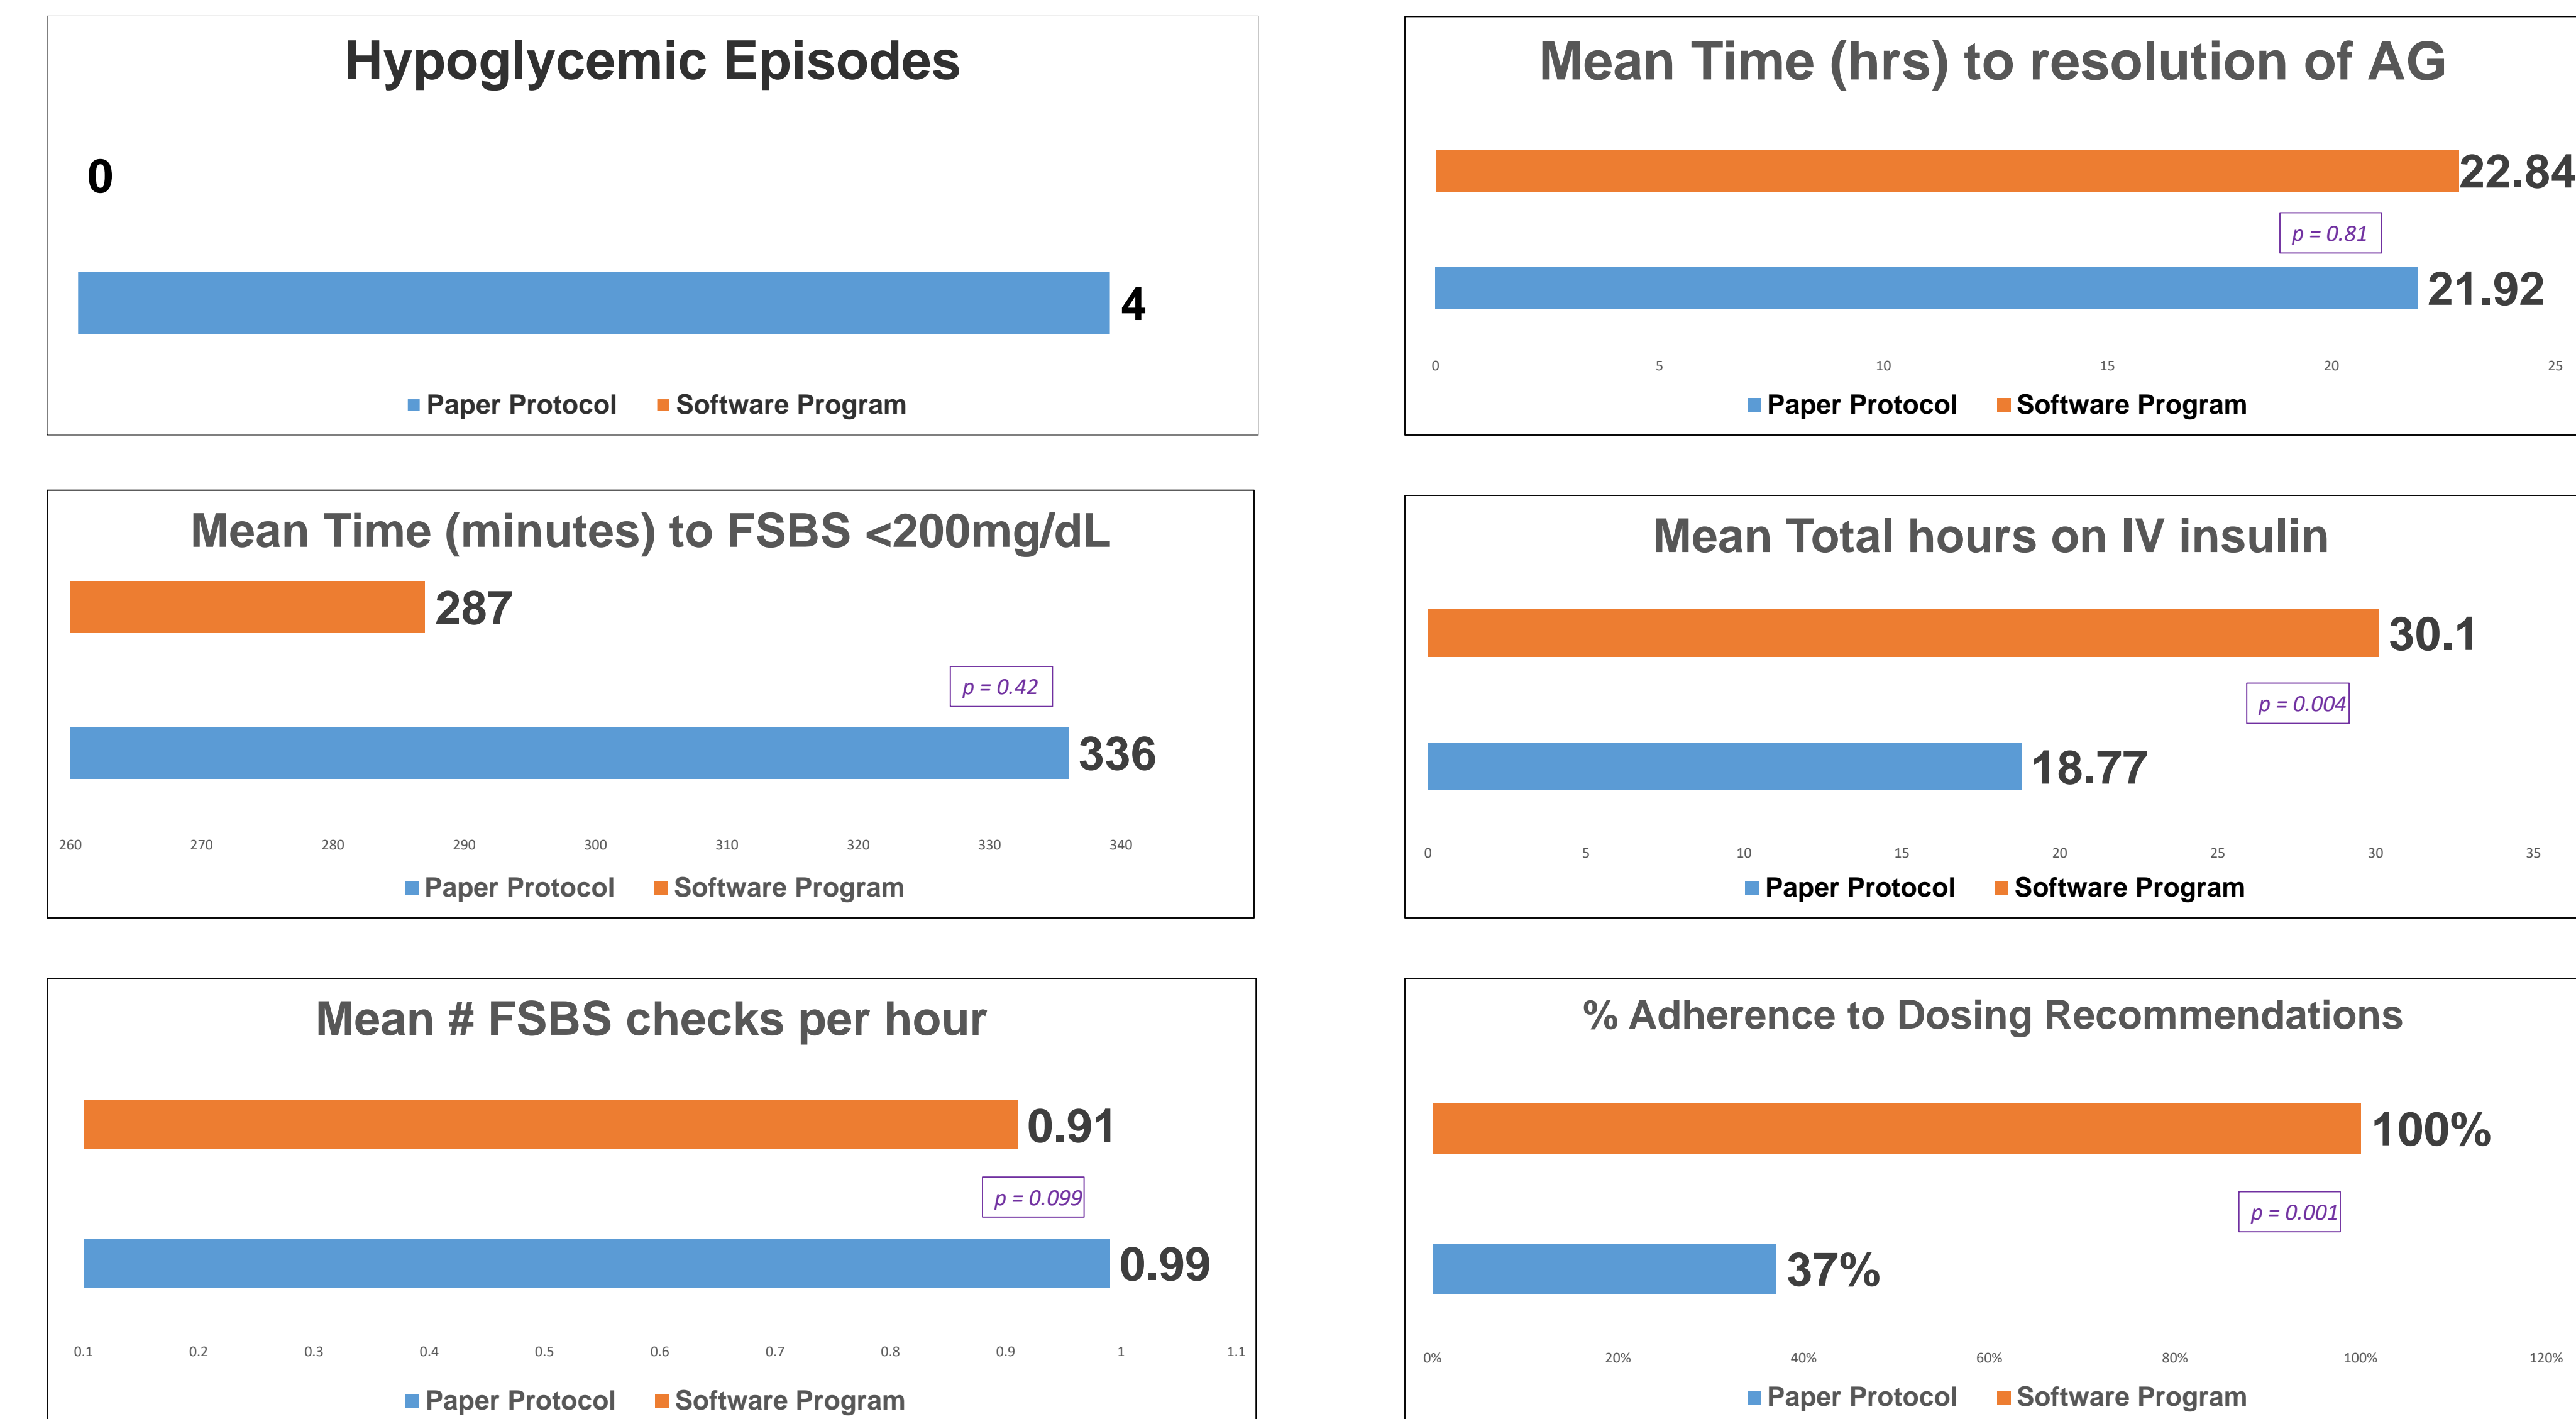 Hypoglycemic Episodes
0
4
Paper Protocol Software Program
Mean Time (hrs) to resolution of AG
22.84
p = 0.81
21.92
0 5 10 15 20 25
Paper Protocol Software Program
Mean Time (minutes) to FSBS <200mg/dL
287
p = 0.42
336
260 270 280 290 300 310 320 330 340
Paper Protocol Software Program
Mean Total hours on IV insulin
30.1
p = 0.004
18.77
0 5 10 15 20 25 30 35
Paper Protocol Software Program
Mean # FSBS checks per hour
0.91
p = 0.099
0.99
0.1 0.2 0.3 0.4 0.5 0.6 0.7 0.8 0.9 1 1.1
Paper Protocol Software Program
% Adherence to Dosing Recommendations
100%
p = 0.001
37%
0% 20% 40% 60% 80% 100% 120%
Paper Protocol Software Program